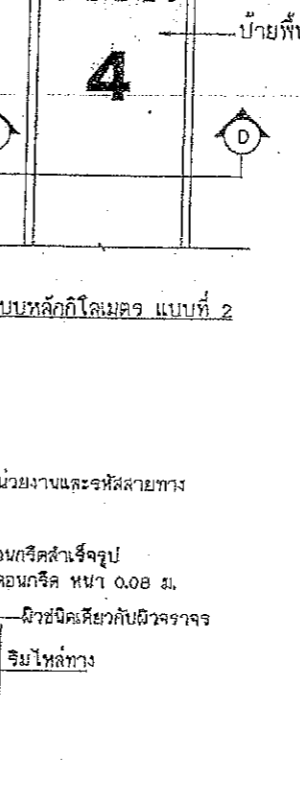 ป้ายพื้น
4
D
แบบหลักกิโลเมตร แบบที่ 2
หน่วยงานและรหัสสายทาง
คอนกรีตสำเร็จรูป
คอนกรีต หนา 0.08 ม.
ผิวชนิดเดียวกับผิวจราจร
ริมไหล่ทาง